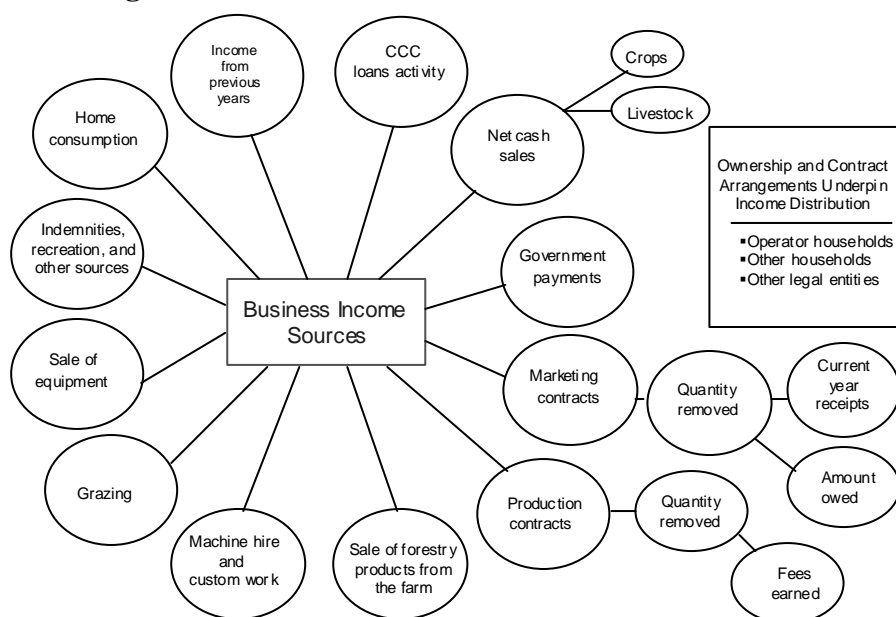 Income
from
previous
years
CCC
loans activity
Crops
Livestock
Net cash
sales
Home
consumption
Ownership and Contract
Arrangements Underpin
Income Distribution
▪Operator households
▪Other households
▪Other legal entities
Indemnities,
recreation, and
other sources
Government
payments
Business Income
Sources
Sale of
equipment
Marketing
contracts
Quantity
removed
Current
year
receipts
Amount
owed
Grazing
Production
contracts
Quantity
removed
Fees
earned
Machine hire
and
custom work
Sale of forestry
products from
the farm